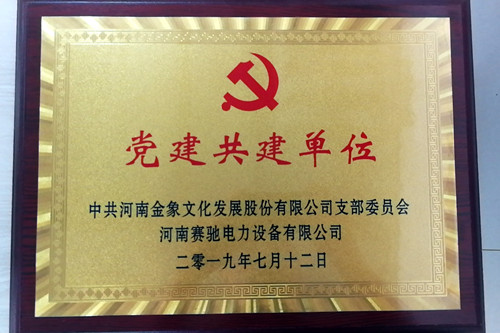 党建共建单位
中共河南金象文化发展股份有限公司支部委员会
河南赛驰电力设备有限公司
二零一九年七月十二日